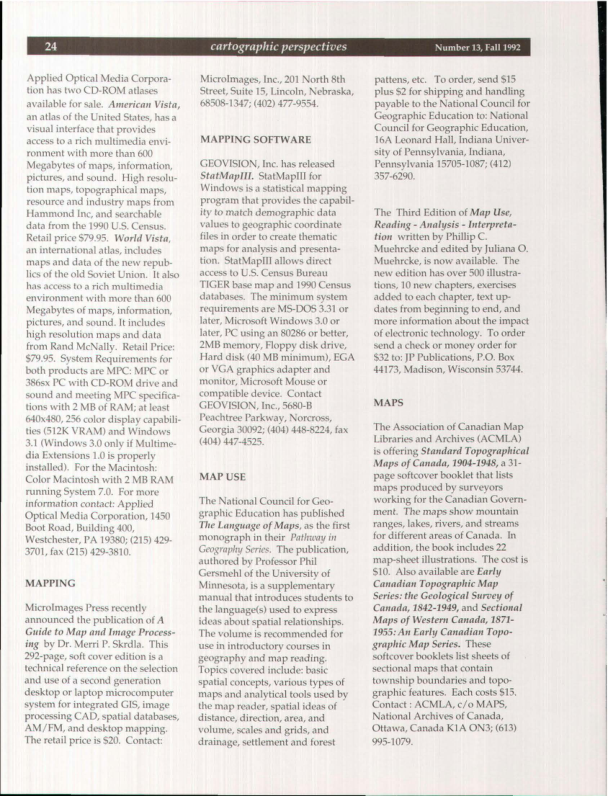 24
cartographic perspectives
Number 13, Fall 1992
Applied Optical Media Corpora-
tion has two CD-ROM atlases
available for sale. American Vista,
an atlas of the United States, has a
visual interface that provides
access to a rich multimedia envi-
ronment with more than 600
Megabytes of maps, information,
pictures, and sound. High resolu-
tion maps, topographical maps,
resource and industry maps from
Hammond Inc, and searchable
data from the 1990 U.S. Census.
Retail price $79.95. World Vista,
an international atlas, includes
maps and data of the new repub-
lics of the old Soviet Union. It also
has access to a rich multimedia
environment with more than 600
Megabytes of maps, information,
pictures, and sound. It includes
high resolution maps and data
from Rand McNally. Retail Price:
$79.95. System Requirements for
both products are MPC: MPC or
386sx PC with CD-ROM drive and
sound and meeting MPC specifica-
tions with 2 MB of RAM; at least
640x480, 256 color display capabili-
ties (512K VRAM) and Windows
3.1 (Windows 3.0 only if Multime-
dia Extensions 1.0 is properly
installed). For the Macintosh:
Color Macintosh with 2 MB RAM
running System 7.0. For more
information contact: Applied
Optical Media Corporation, 1450
Boot Road, Building 400,
Westchester, PA 19380; (215) 429-
3701, fax (215) 429-3810.
MAPPING
MicroImages Press recently
announced the publication of A
Guide to Map and Image Process-
ing by Dr. Merri P. Skrdla. This
292-page, soft cover edition is a
technical reference on the selection
and use of a second generation
desktop or laptop microcomputer
system for integrated GIS, image
processing CAD, spatial databases,
AM/FM, and desktop mapping.
The retail price is $20. Contact:
MicroImages, Inc., 201 North 8th
Street, Suite 15, Lincoln, Nebraska,
68508-1347; (402) 477-9554.
MAPPING SOFTWARE
GEOVISION, Inc. has released
StatMapIII. StatMapIII for
Windows is a statistical mapping
program that provides the capabil-
ity to match demographic data
values to geographic coordinate
files in order to create thematic
maps for analysis and presenta-
tion. StatMapIII allows direct
access to U.S. Census Bureau
TIGER base map and 1990 Census
databases. The minimum system
requirements are MS-DOS 3.31 or
later, Microsoft Windows 3.0 or
later, PC using an 80286 or better,
2MB memory, Floppy disk drive,
Hard disk (40 MB minimum), EGA
or VGA graphics adapter and
monitor, Microsoft Mouse or
compatible device. Contact
GEOVISION, Inc., 5680-B
Peachtree Parkway, Norcross,
Georgia 30092; (404) 448-8224, fax
(404) 447-4525.
MAP USE
The National Council for Geo-
graphic Education has published
The Language of Maps, as the first
monograph in their Pathway in
Geography Series. The publication,
authored by Professor Phil
Gersmehl of the University of
Minnesota, is a supplementary
manual that introduces students to
the language(s) used to express
ideas about spatial relationships.
The volume is recommended for
use in introductory courses in
geography and map reading.
Topics covered include: basic
spatial concepts, various types of
maps and analytical tools used by
the map reader, spatial ideas of
distance, direction, area, and
volume, scales and grids, and
drainage, settlement and forest
pattens, etc. To order, send $15
plus $2 for shipping and handling
payable to the National Council for
Geographic Education to: National
Council for Geographic Education,
16A Leonard Hall, Indiana Univer-
sity of Pennsylvania, Indiana,
Pennsylvania 15705-1087; (412)
357-6290.
The Third Edition of Map Use,
Reading - Analysis - Interpreta-
tion written by Phillip C.
Muehrcke and edited by Juliana O.
Muehrcke, is now available. The
new edition has over 500 illustra-
tions, 10 new chapters, exercises
added to each chapter, text up-
dates from beginning to end, and
more information about the impact
of electronic technology. To order
send a check or money order for
$32 to: JP Publications, P.O. Box
44173, Madison, Wisconsin 53744.
MAPS
The Association of Canadian Map
Libraries and Archives (ACMLA)
is offering Standard Topographical
Maps of Canada, 1904-1948, a 31-
page softcover booklet that lists
maps produced by surveyors
working for the Canadian Govern-
ment. The maps show mountain
ranges, lakes, rivers, and streams
for different areas of Canada. In
addition, the book includes 22
map-sheet illustrations. The cost is
$10. Also available are Early
Canadian Topographic Map
Series: the Geological Survey of
Canada, 1842-1949, and Sectional
Maps of Western Canada, 1871-
1955: An Early Canadian Topo-
graphic Map Series. These
softcover booklets list sheets of
sectional maps that contain
township boundaries and topo-
graphic features. Each costs $15.
Contact : ACMLA, c/o MAPS,
National Archives of Canada,
Ottawa, Canada K1A ON3; (613)
995-1079.